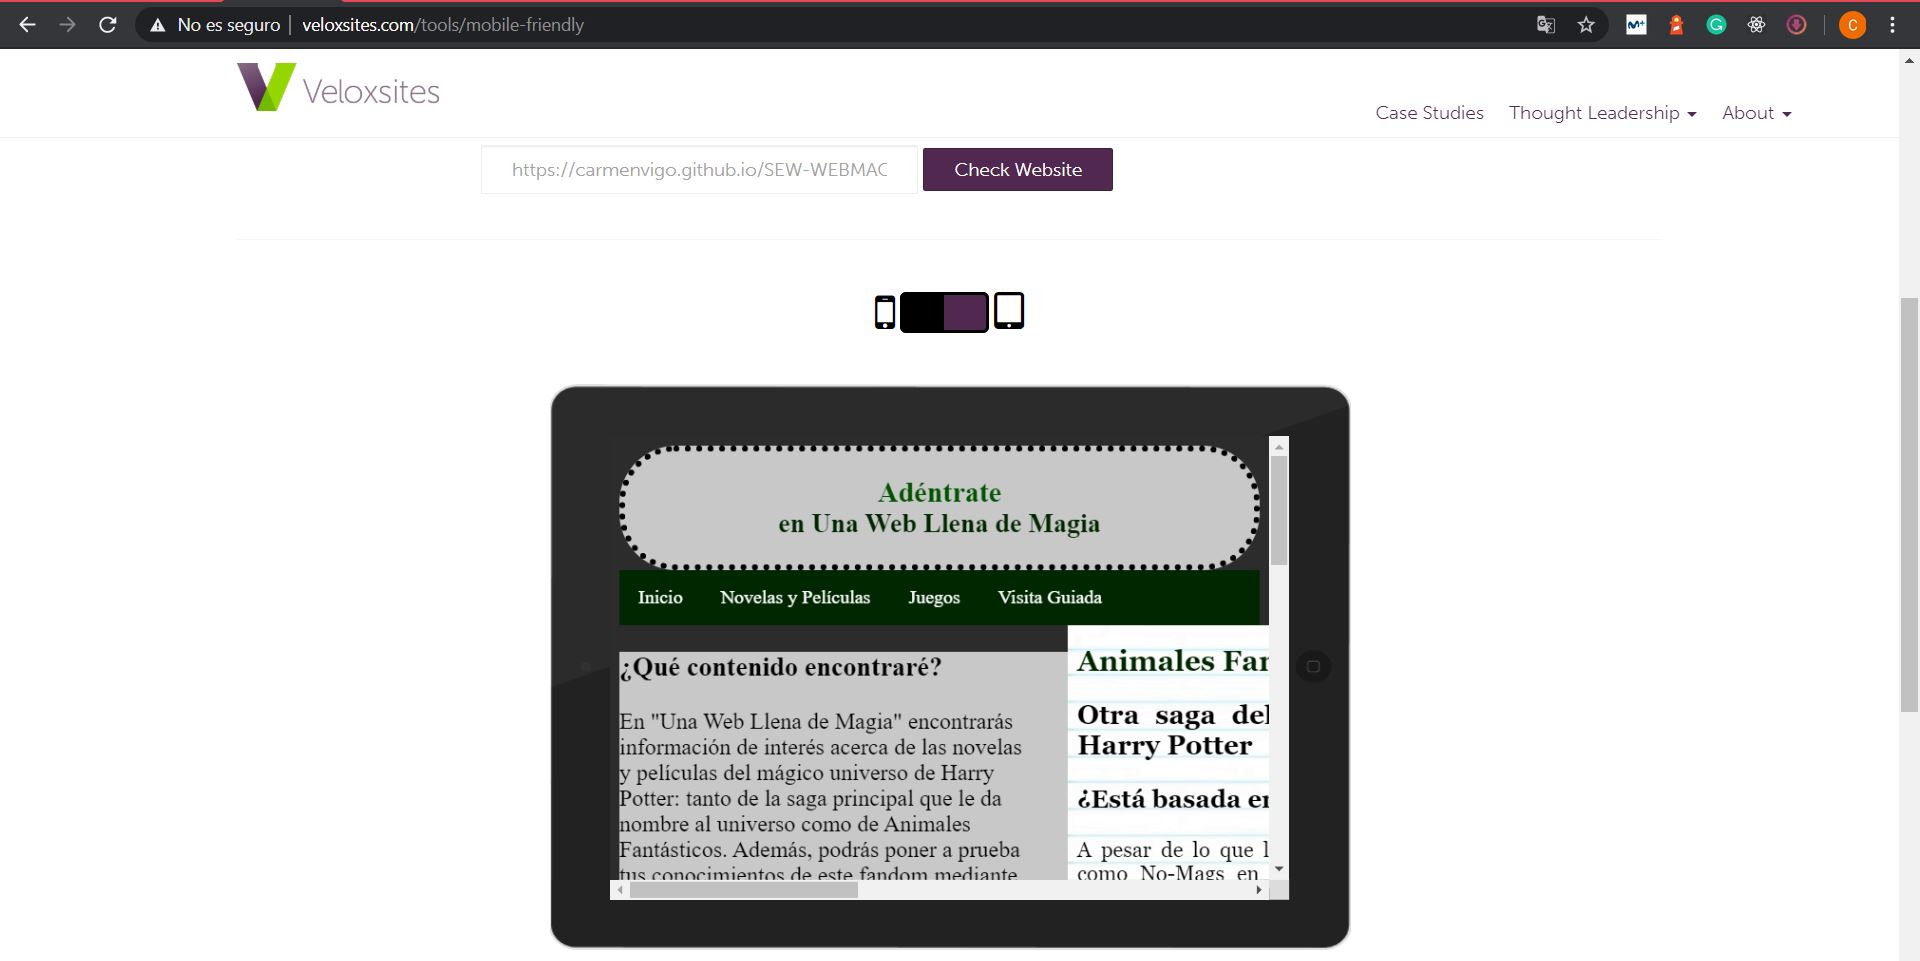 No es seguro | veloxsites.com/tools/mobile-friendly
C
Veloxsites
Case Studies Thought Leadership About
https://carmenvigo.github.io/SEW-WEBMAC
Check Website
Adéntrate
en Una Web Llena de Magia
Inicio Novelas y Películas Juegos Visita Guiada
¿Qué contenido encontraré?
En "Una Web Llena de Magia" encontrarás
información de interés acerca de las novelas
y películas del mágico universo de Harry
Potter: tanto de la saga principal que le da
nombre al universo como de Animales
Fantásticos. Además, podrás poner a prueba
tus conocimientos de este fandom mediante
Animales Fan
Otra saga del
Harry Potter
¿Está basada en
A pesar de lo que l
como No-Mags en